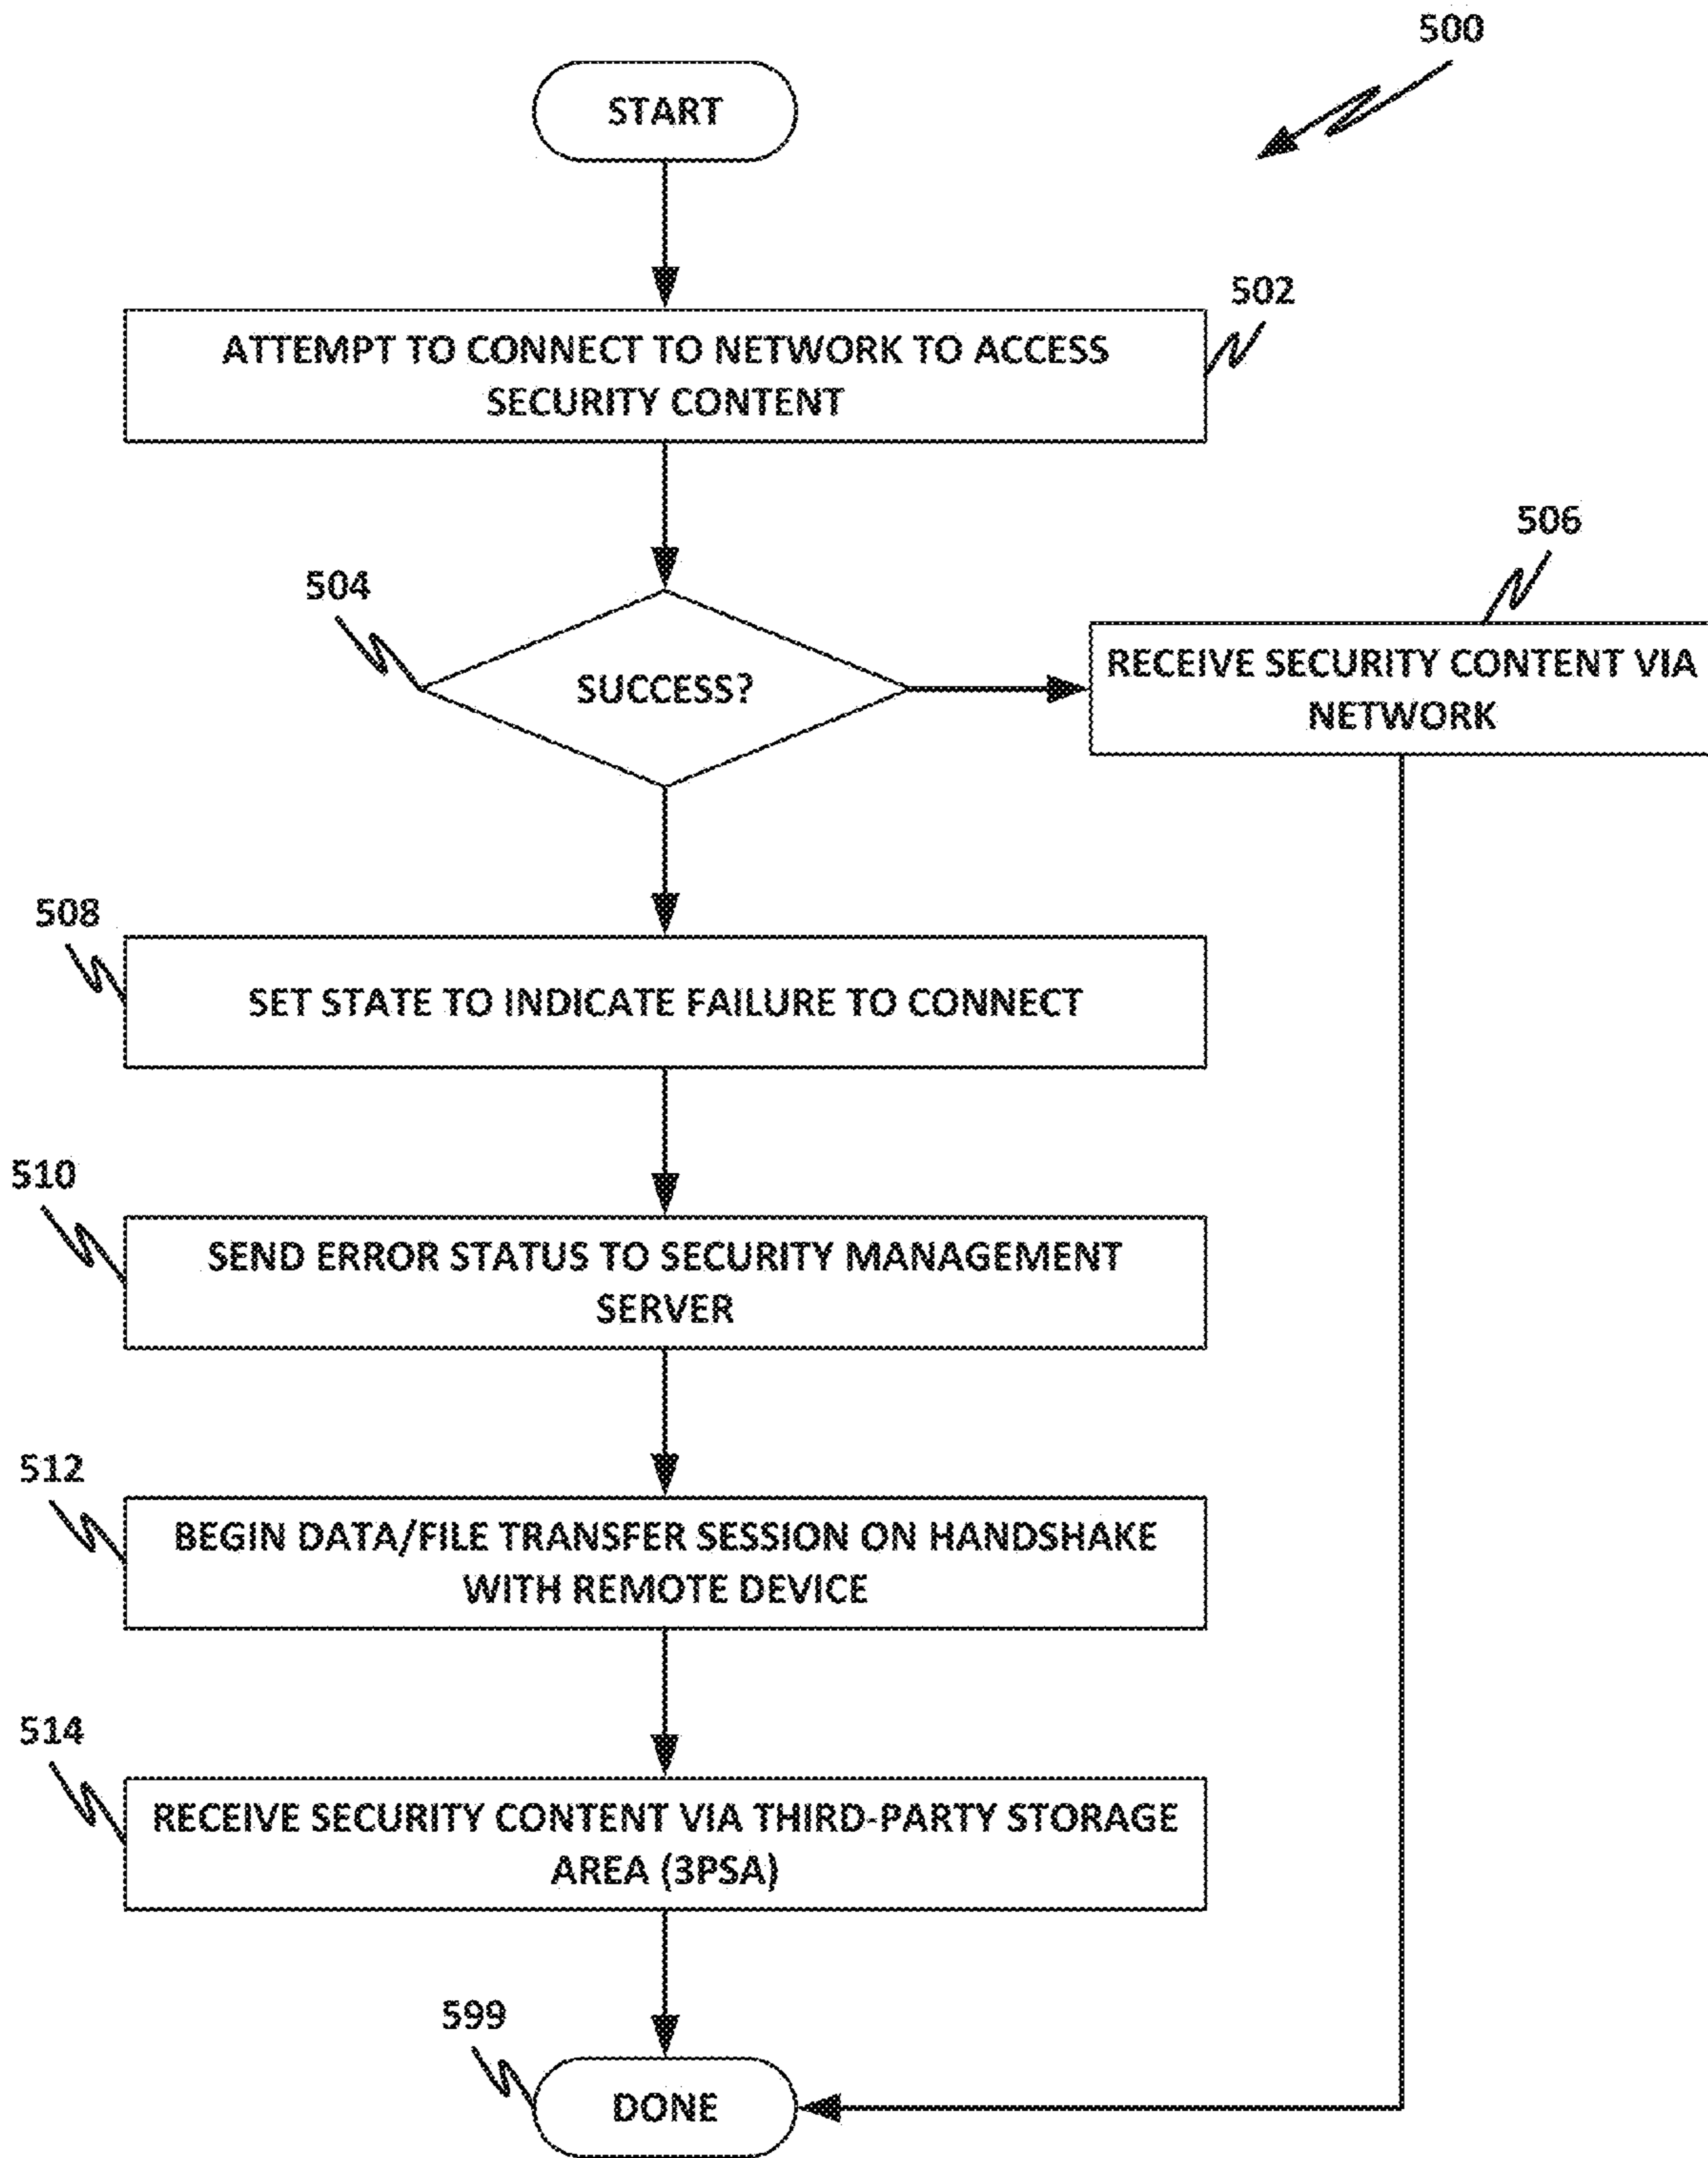 500
START
502
ATTEMPT TO CONNECT TO NETWORK TO ACCESS
SECURITY CONTENT
506
504
SUCCESS?
RECEIVE SECURITY CONTENT VIA
NETWORK
508
SET STATE TO INDICATE FAILURE TO CONNECT
510
SEND ERROR STATUS TO SECURITY MANAGEMENT
SERVER
512
BEGIN DATA/FILE TRANSFER SESSION ON HANDSHAKE
WITH REMOTE DEVICE
514
RECEIVE SECURITY CONTENT VIA THIRD-PARTY STORAGE
AREA (3PSA)
599
DONE